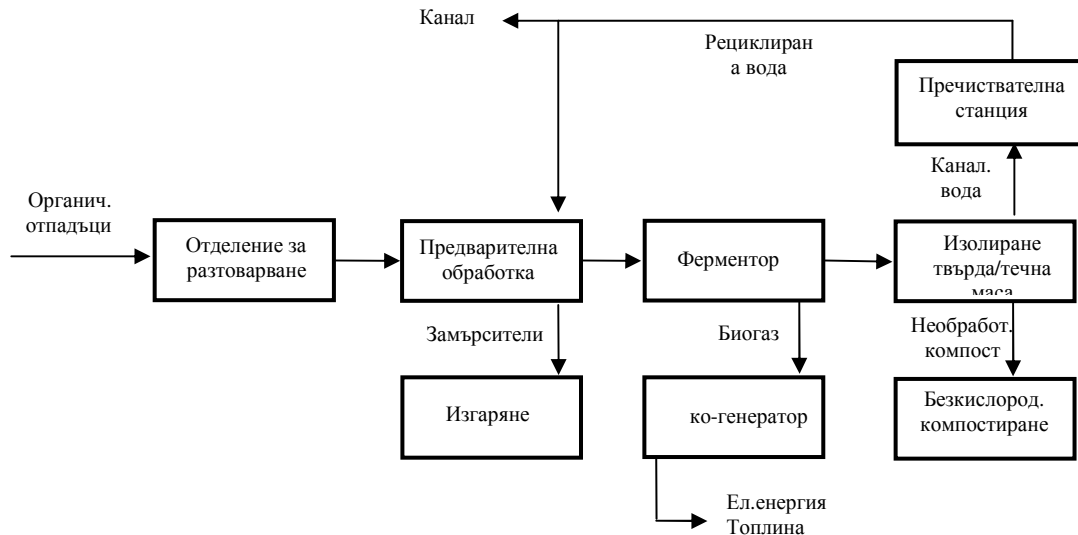 Канал
Рециклиран
а вода
Пречиствателна
станция
Канал.
вода
Органич.
отпадъци
Отделение за
разтоварване
Предварителна
обработка
Ферментор
Изолиране
твърда/течна
маса
Замърсители
Биогаз
Необработ.
компост
Изгаряне
ко-генератор
Безкислород.
компостиране
Ел.енергия
Топлина